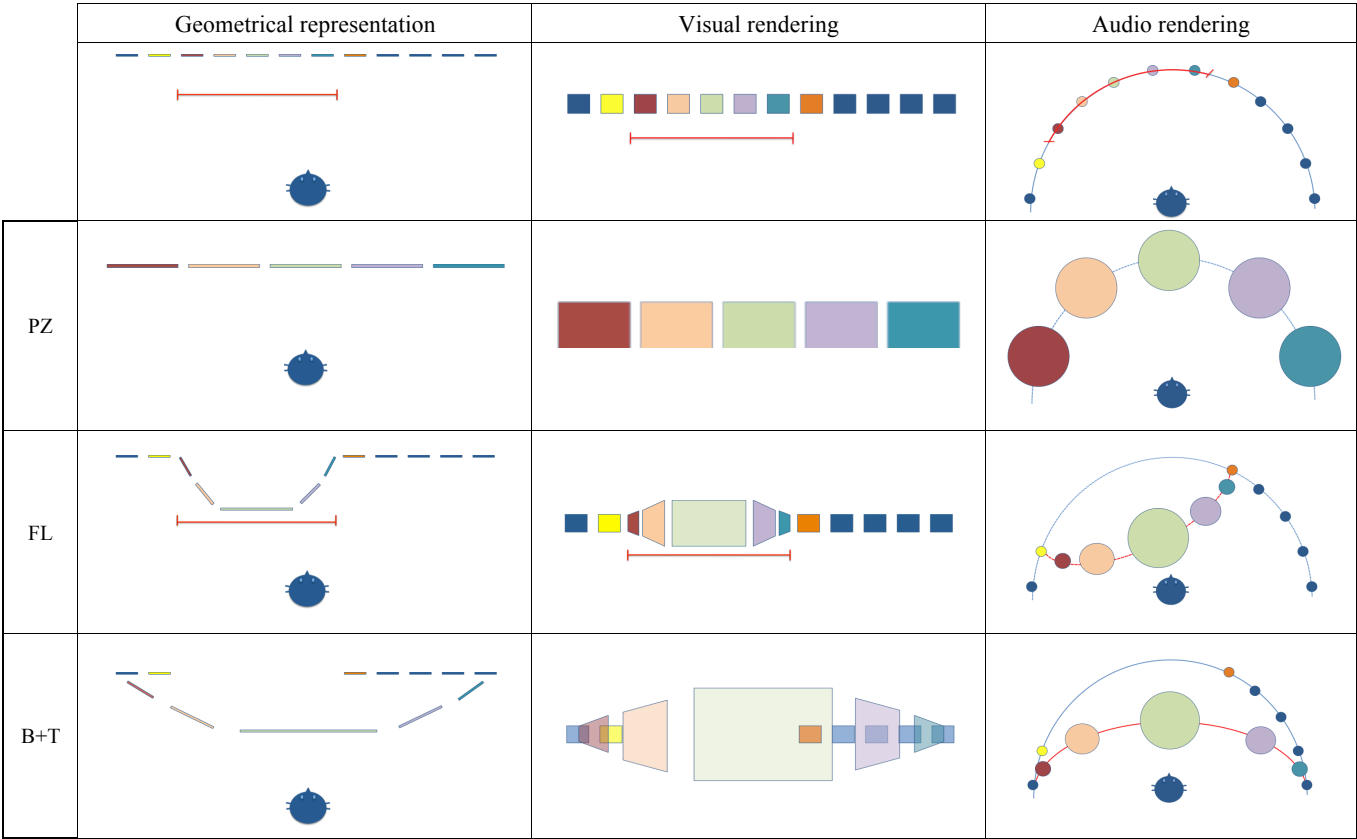 Geometrical representation
Visual rendering
Audio rendering
PZ
FL
B+T